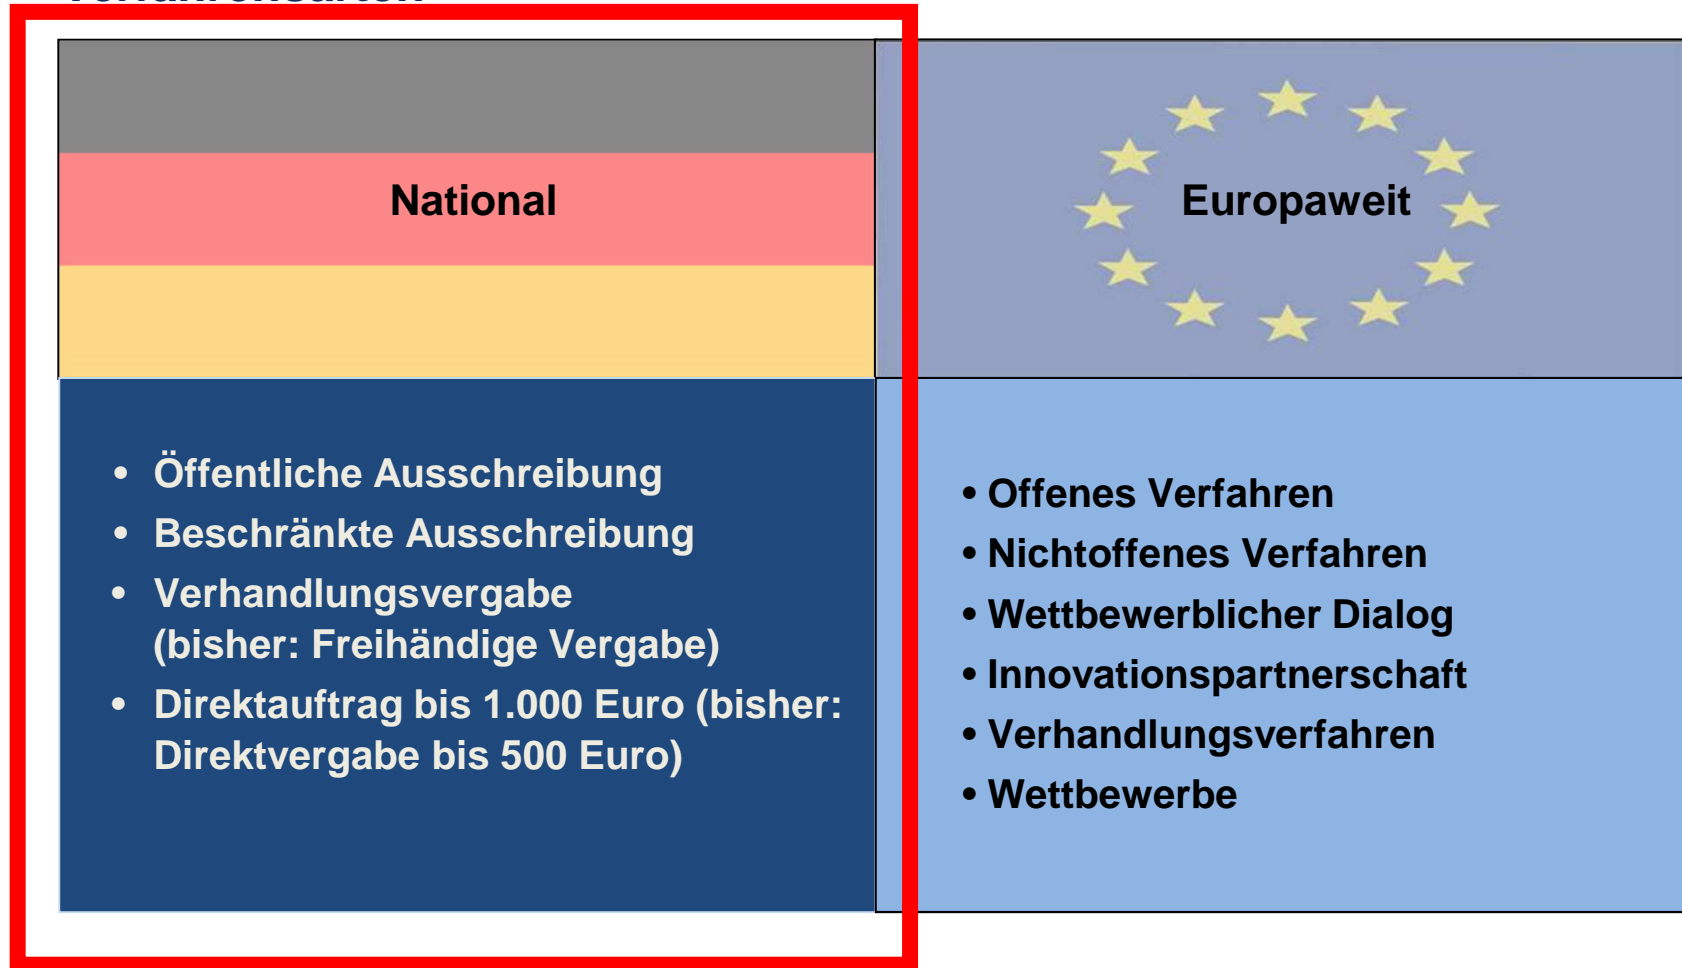 Verfahrensarten
National
Europaweit
• Öffentliche Ausschreibung
• Beschränkte Ausschreibung
• Verhandlungsvergabe
(bisher: Freihändige Vergabe)
• Direktauftrag bis 1.000 Euro (bisher:
Direktvergabe bis 500 Euro)
• Offenes Verfahren
• Nichtoffenes Verfahren
• Wettbewerblicher Dialog
• Innovationspartnerschaft
• Verhandlungsverfahren
• Wettbewerbe